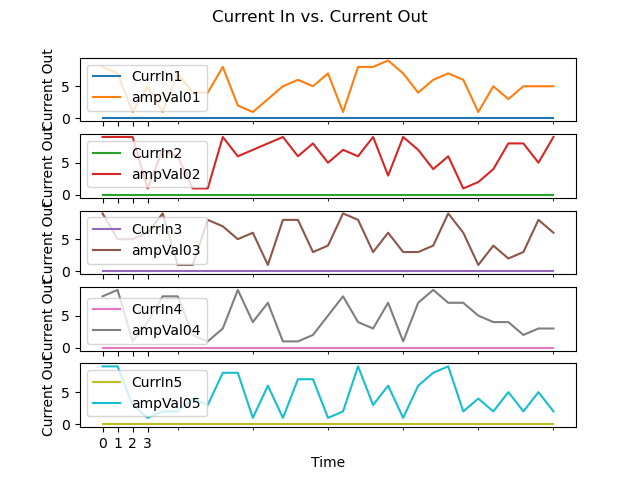 Current In vs. Current Out
Current Out
5
0
CurrIn1
ampVal01
Current Out
5
0
CurrIn2
ampVal02
Current Out
5
0
CurrIn3
ampVal03
Current Out
5
0
CurrIn4
ampVal04
Current Out
5
0
CurrIn5
ampVal05
0 1 2 3
Time